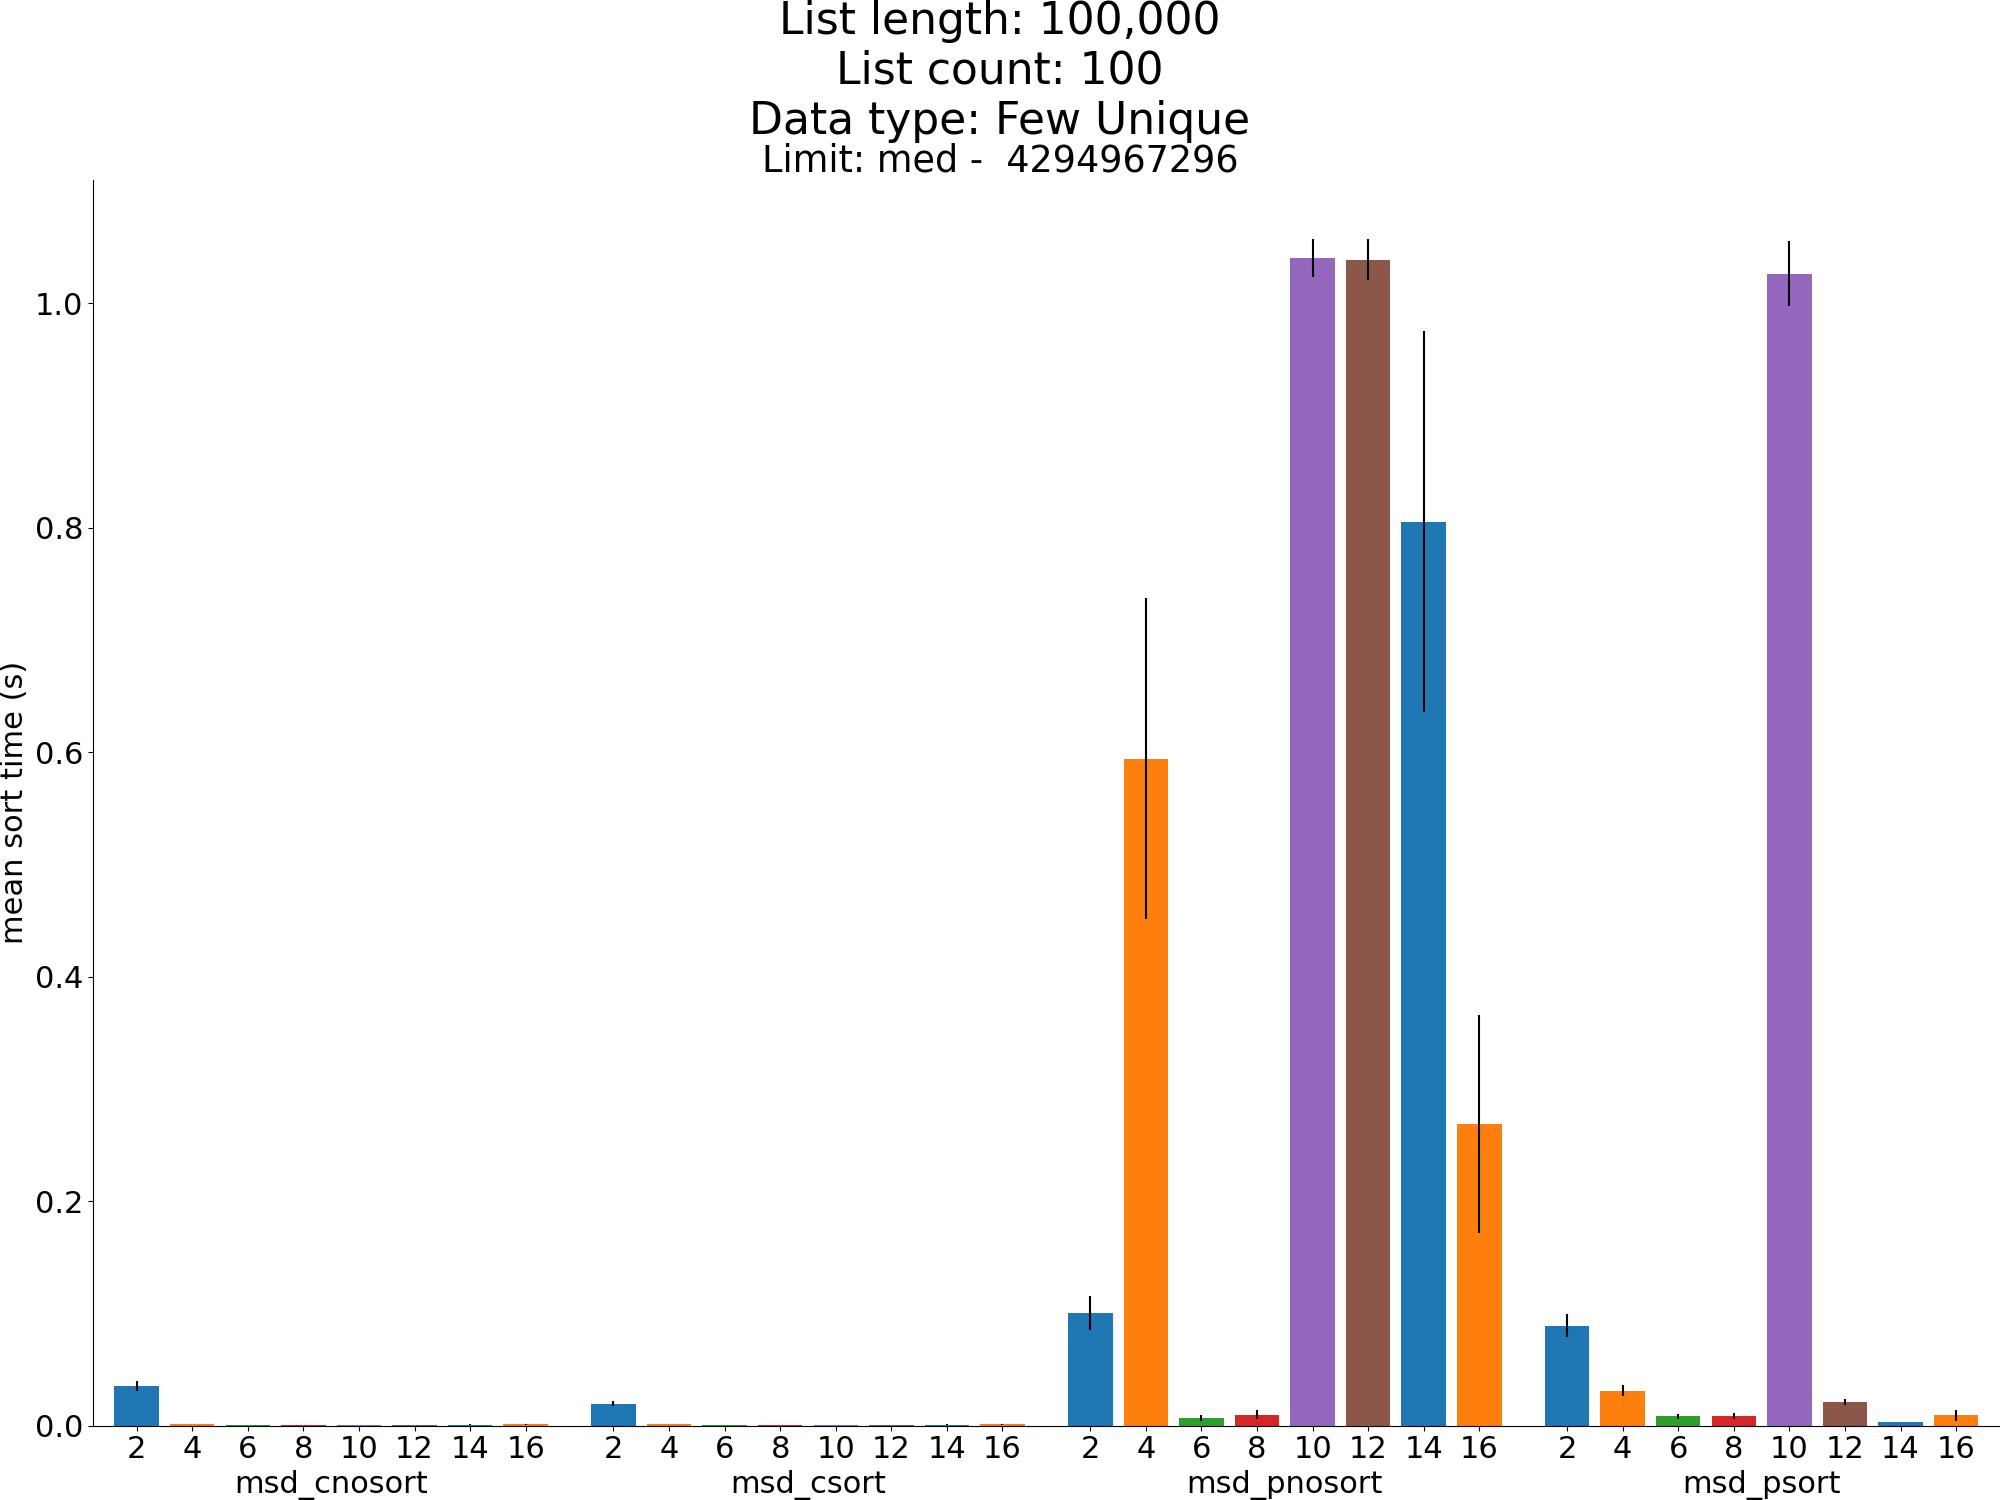 List length: 100,000
List count: 100
Data type: Few Unique
Limit: med -  4294967296
mean sort time (s)
1.0
0.8
0.6
0.4
0.2
0.0
2 4 6 8 10 12 14 16 2 4 6 8 10 12 14 16 2 4 6 8 10 12 14 16 2 4 6 8 10 12 14 16
msd_cnosort msd_csort msd_pnosort msd_psort